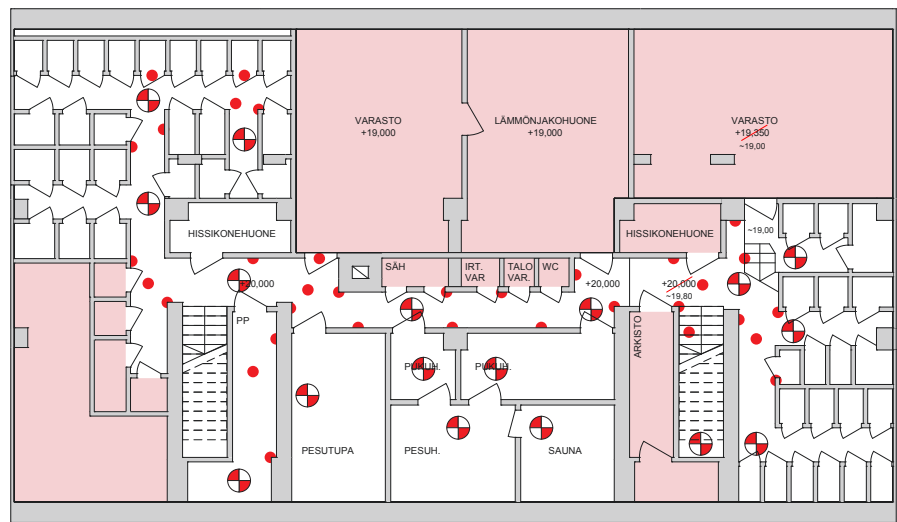 VARASTO
+19,000
LÄMMÖNJAKOHUONE
+19,000
VARASTO
+19,350
~19,00
HISSIKONEHUONE
HISSIKONEHUONE
~19,00
SÄH
IRT.
VAR
TALO
VAR.
WC
+20,000
+20,000
+20,000
~19,80
PP
ARKISTO
PUKUH.
PUKUH.
PESUTUPA
PESUH.
SAUNA